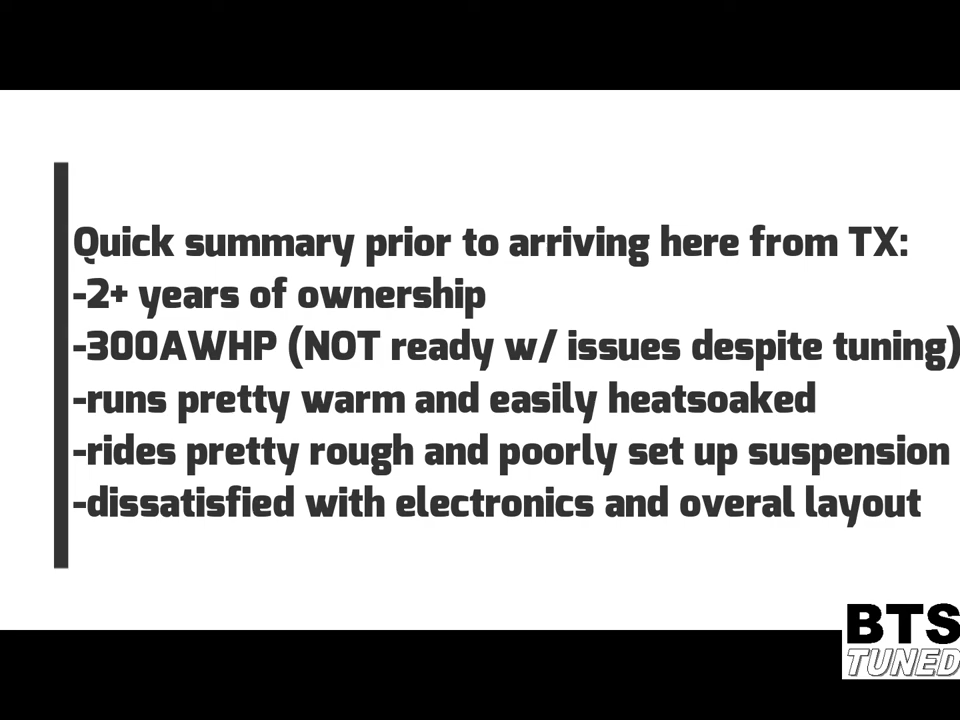 Quick summary prior to arriving here from TX:
-2+ years of ownership
-300AWHP (NOT ready w/ issues despite tuning)
-runs pretty warm and easily heatsoaked
-rides pretty rough and poorly set up suspension
-dissatisfied with electronics and overal layout
BTS
TUNED